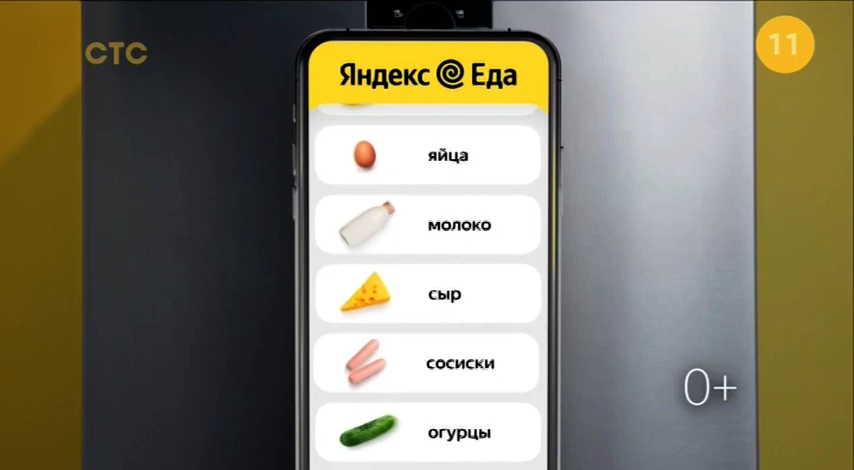 СТС
11
Яндекс Еда
яйца
молоко
сыр
сосиски
огурцы
0+